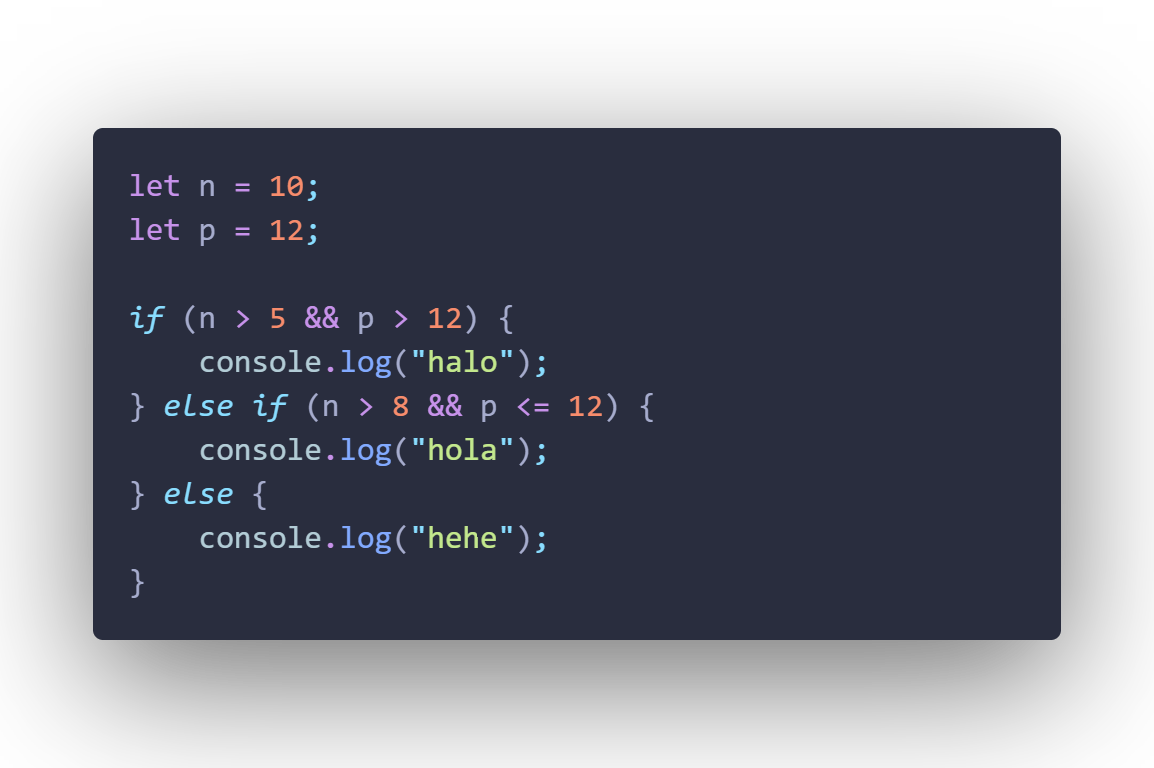 let n = 10;
let p = 12;

if (n > 5 && p > 12) {
    console.log("halo");
} else if (n > 8 && p <= 12) {
    console.log("hola");
} else {
    console.log("hehe");
}